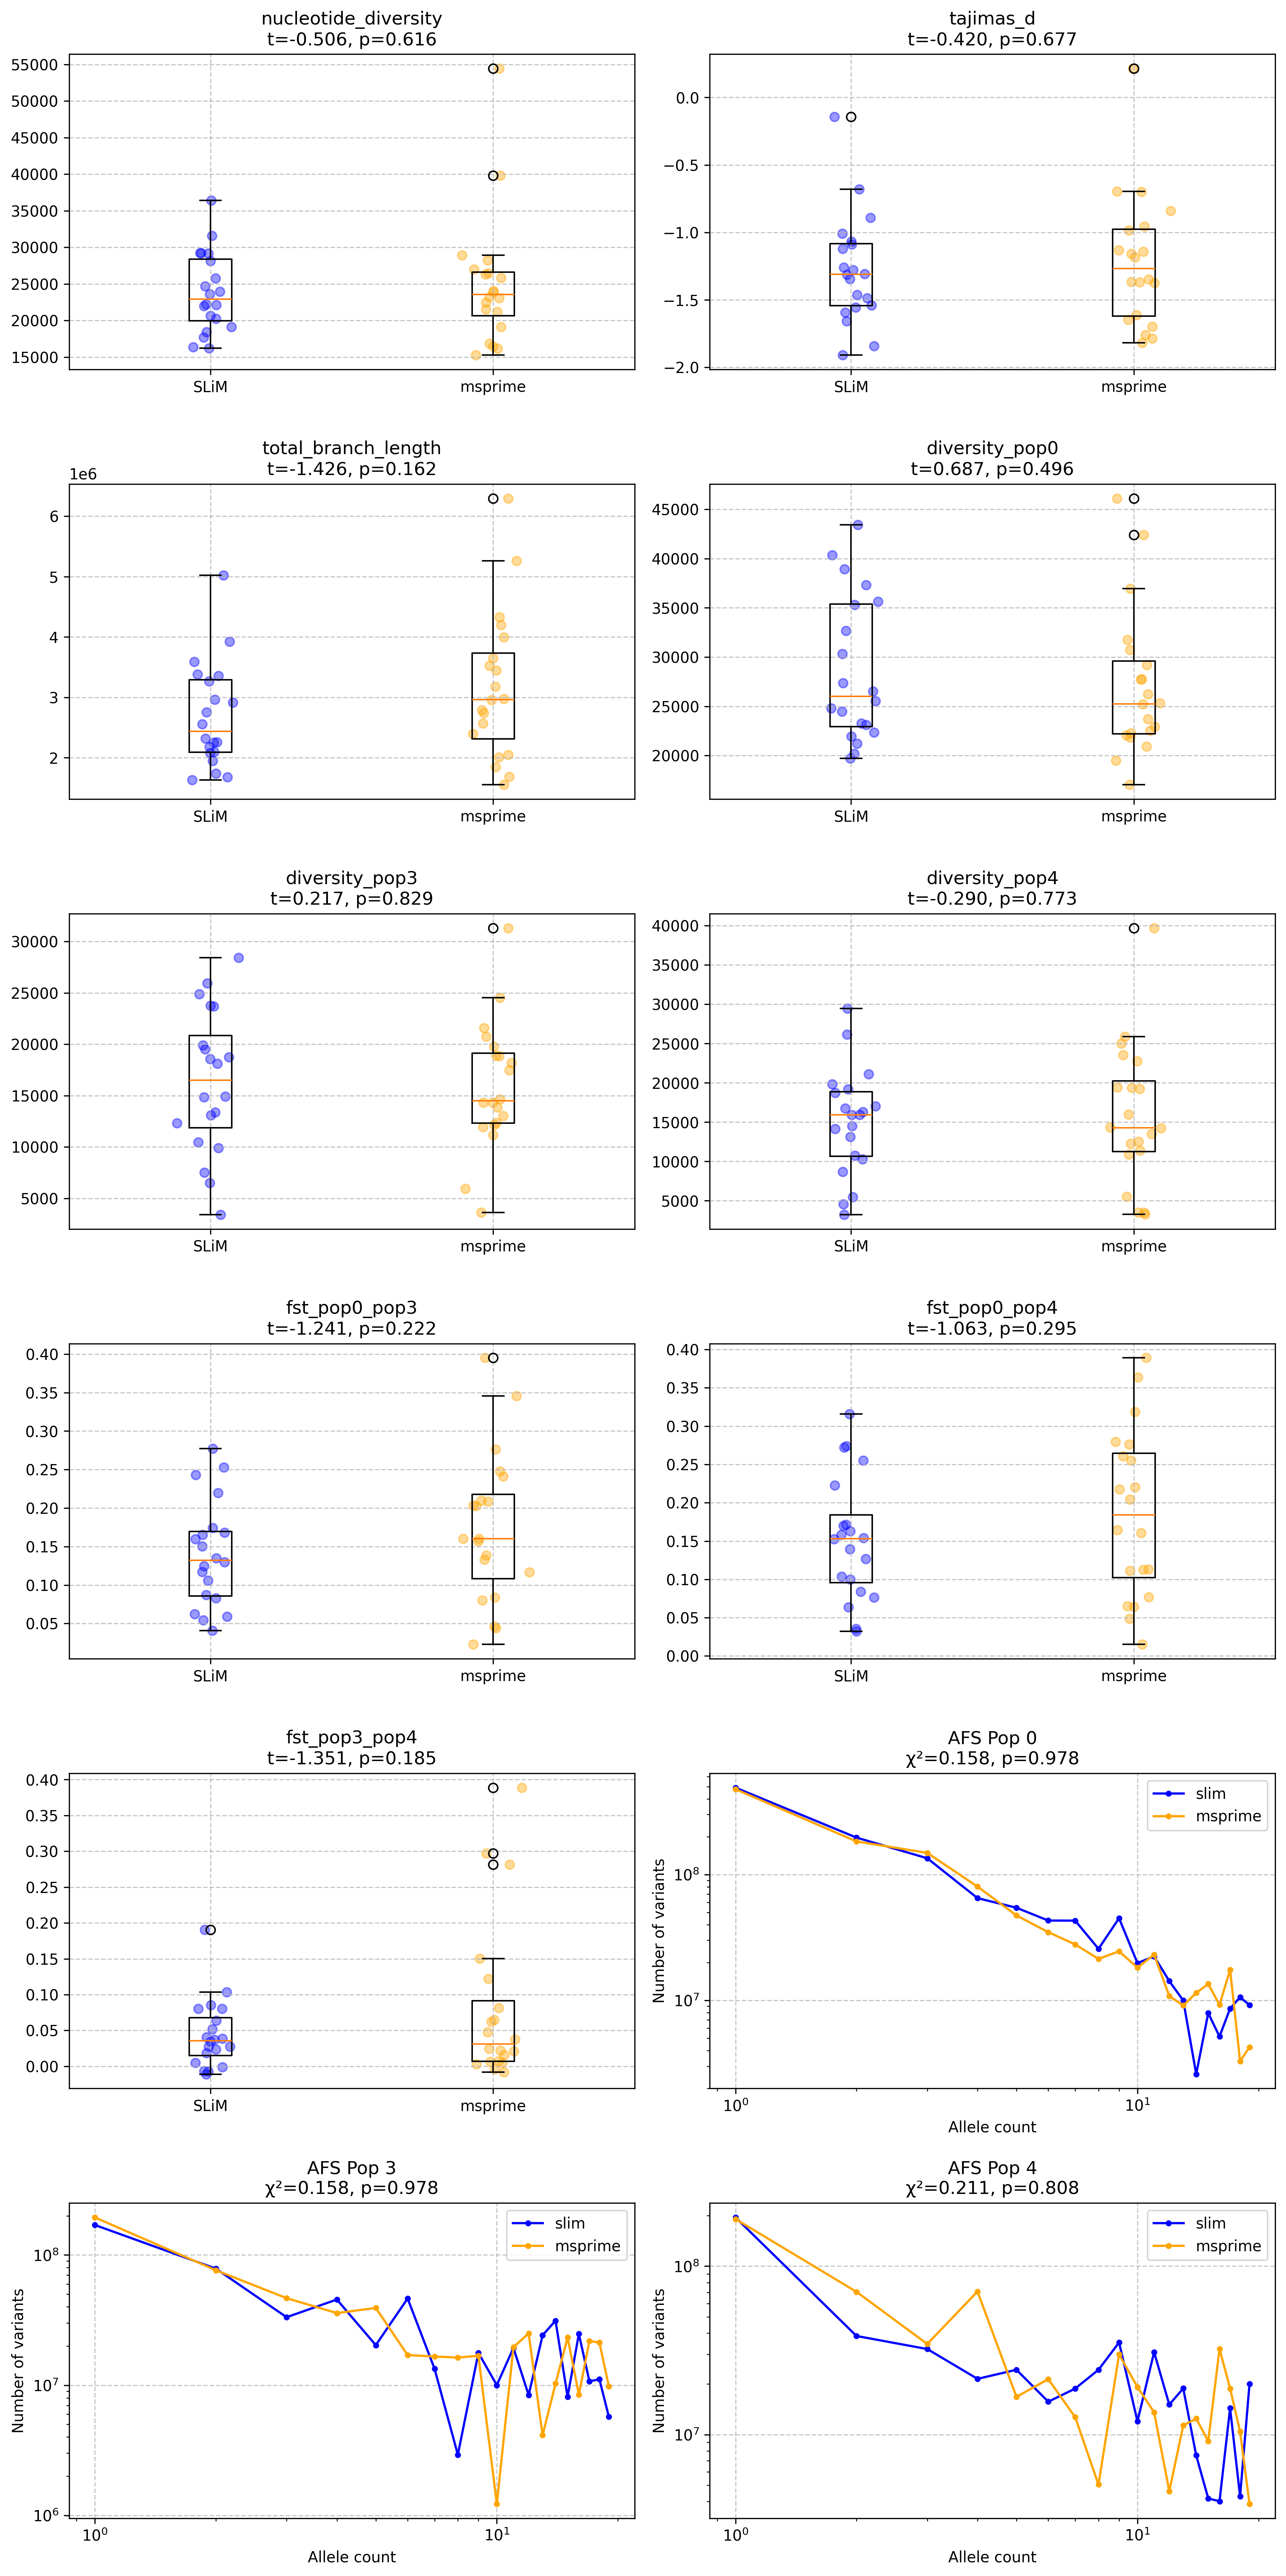 nucleotide_diversity
t=-0.506, p=0.616
55000
50000
45000
40000
35000
30000
25000
20000
15000
SLiM
msprime
tajimas_d
t=-0.420, p=0.677
0.0
−0.5
−1.0
−1.5
−2.0
SLiM
msprime
total_branch_length
t=-1.426, p=0.162
1e6
6
5
4
3
2
SLiM
msprime
diversity_pop0
t=0.687, p=0.496
45000
40000
35000
30000
25000
20000
SLiM
msprime
diversity_pop3
t=0.217, p=0.829
30000
25000
20000
15000
10000
5000
SLiM
msprime
diversity_pop4
t=-0.290, p=0.773
40000
35000
30000
25000
20000
15000
10000
5000
SLiM
msprime
fst_pop0_pop3
t=-1.241, p=0.222
0.40
0.35
0.30
0.25
0.20
0.15
0.10
0.05
SLiM
msprime
fst_pop0_pop4
t=-1.063, p=0.295
0.40
0.35
0.30
0.25
0.20
0.15
0.10
0.05
0.00
SLiM
msprime
fst_pop3_pop4
t=-1.351, p=0.185
0.40
0.35
0.30
0.25
0.20
0.15
0.10
0.05
0.00
SLiM
msprime
AFS Pop 0
χ²=0.158, p=0.978
slim
msprime
Number of variants
10⁸
10⁷
10⁰
10¹
Allele count
AFS Pop 3
χ²=0.158, p=0.978
slim
msprime
Number of variants
10⁸
10⁷
10⁶
10⁰
10¹
Allele count
AFS Pop 4
χ²=0.211, p=0.808
slim
msprime
Number of variants
10⁸
10⁷
10⁰
10¹
Allele count